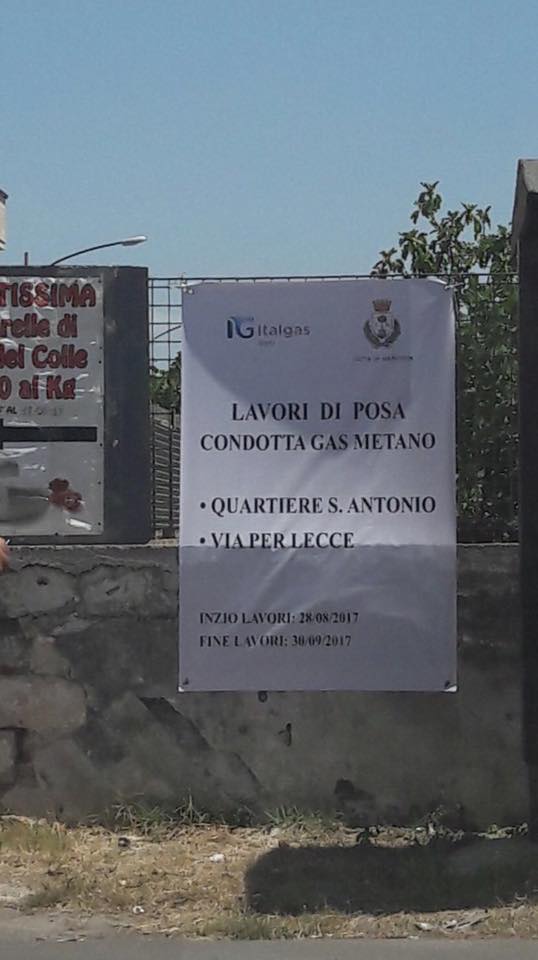 TISSIMA
relle di
del Colle
0 al Kg
italgas
LAVORI DI POSA
CONDOTTA GAS METANO
• QUARTIERE S. ANTONIO
• VIA PER LECCE
INZIO LAVORI: 28/08/2017
FINE LAVORI: 30/09/2017